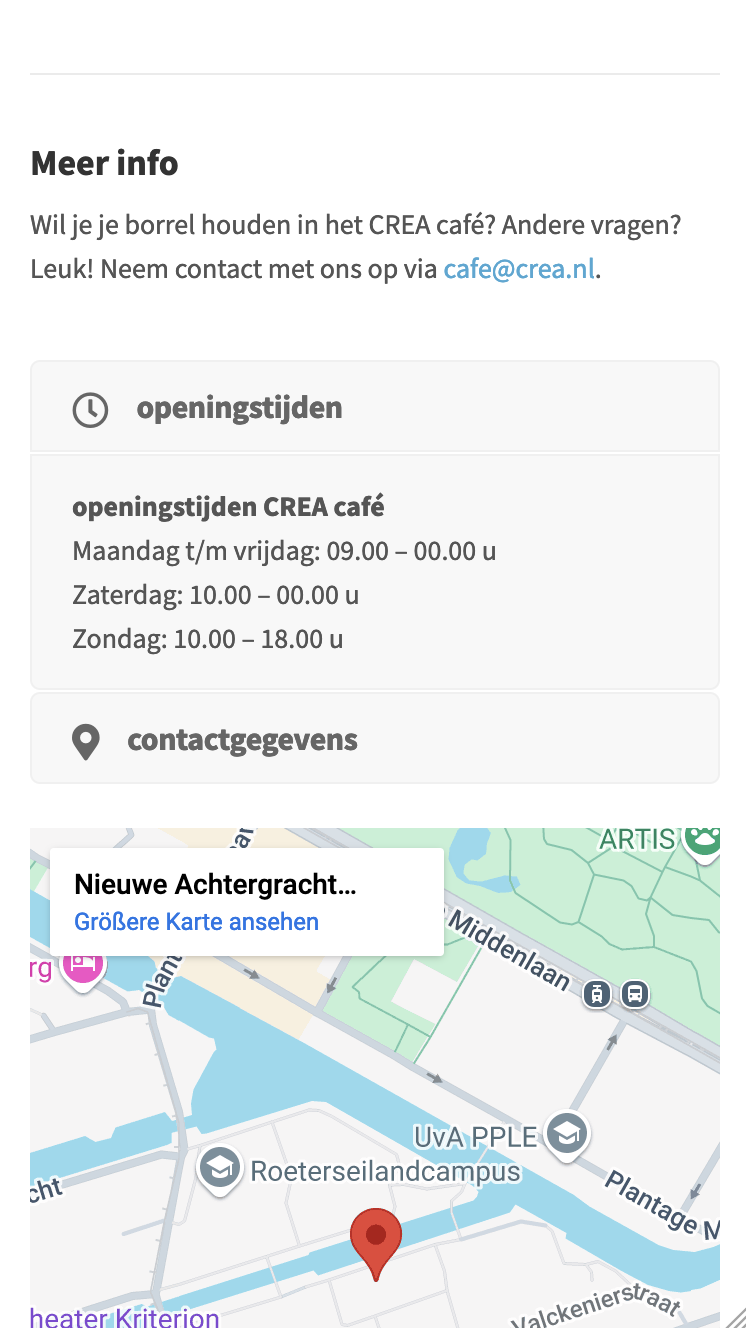 Meer info
Wil je je borrel houden in het CREA café? Andere vragen?
Leuk! Neem contact met ons op via cafe@crea.nl.
openingstijden
openingstijden CREA café
Maandag t/m vrijdag: 09.00 – 00.00 u
Zaterdag: 10.00 – 00.00 u
Zondag: 10.00 – 18.00 u
contactgegevens
ARTIS
Nieuwe Achtergracht...
Größere Karte ansehen
Middenlaan
rg
Plant
UvA PPLE
Roeterseilandcampus
cht
Plantage M
heater Kriterion
Valckenierstraat